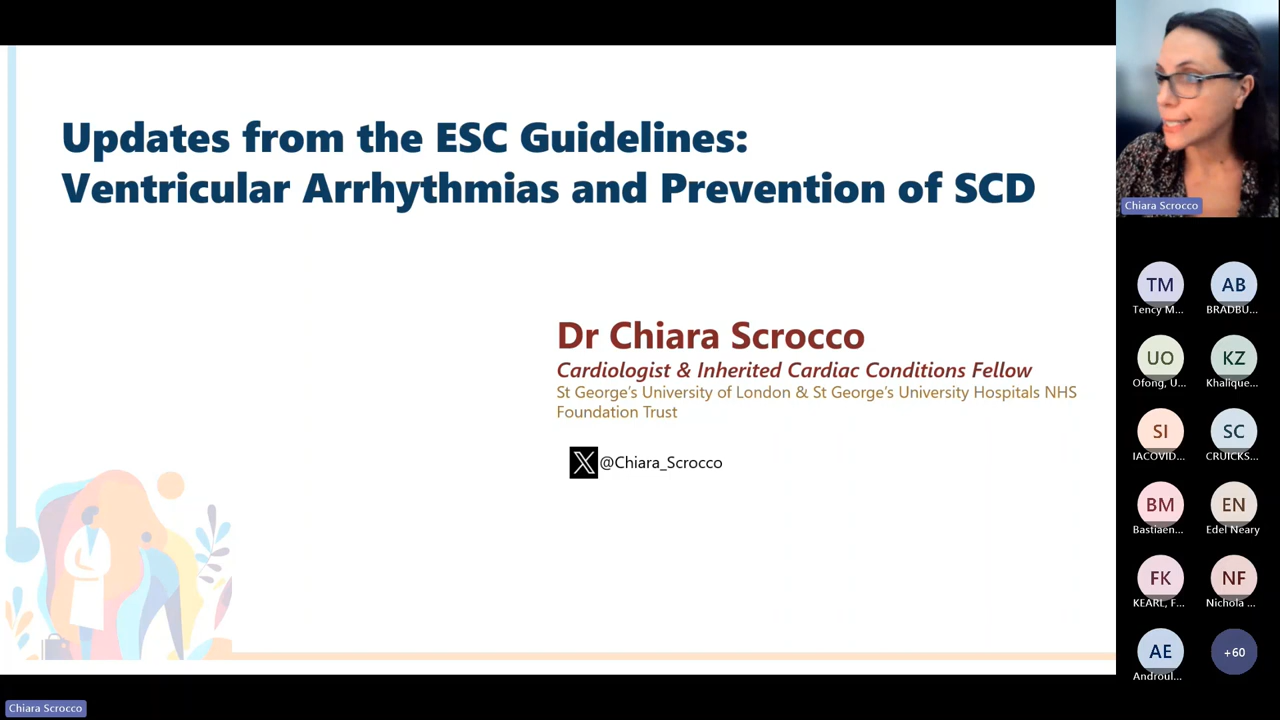 Updates from the ESC Guidelines:
Ventricular Arrhythmias and Prevention of SCD
Dr Chiara Scrocco
Cardiologist & Inherited Cardiac Conditions Fellow
St George's University of London & St George's University Hospitals NHS
Foundation Trust
@Chiara_Scrocco
Chiara Scrocco
TM AB
Tency M... BRADBU...
UO KZ
Ofong, U... Khalique...
SI SC
IACOVID... CRUICKS...
BM EN
Bastiaen... Edel Neary
FK NF
KEARL, F... Nichola ...
AE +60
Androul...
Chiara Scrocco